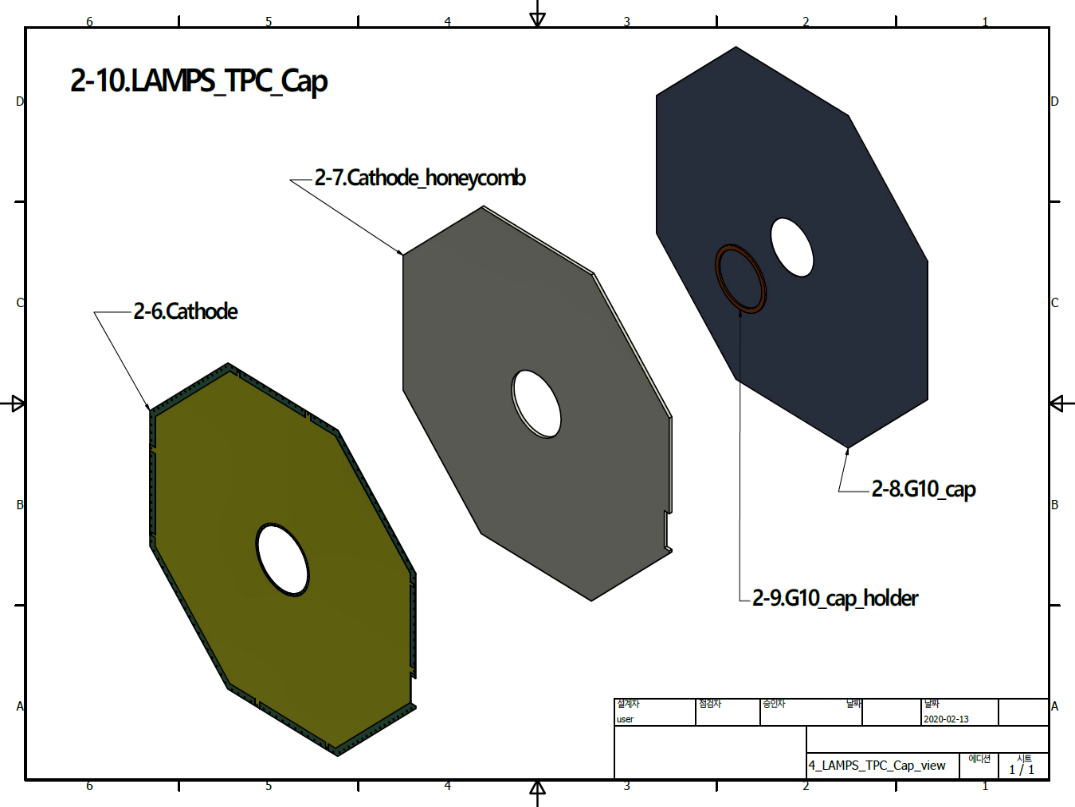 6 5 4 3 2 1
2-10.LAMPS_TPC_Cap
D D
2-7.Cathode_honeycomb
C C
2-6.Cathode
2-8.G10_cap
B B
2-9.G10_cap_holder
A A
설계자 점검자 승인자 날짜 날짜
user 2020-02-13
4_LAMPS_TPC_Cap_view 에디션 시트
1 / 1
6 5 4 3 2 1